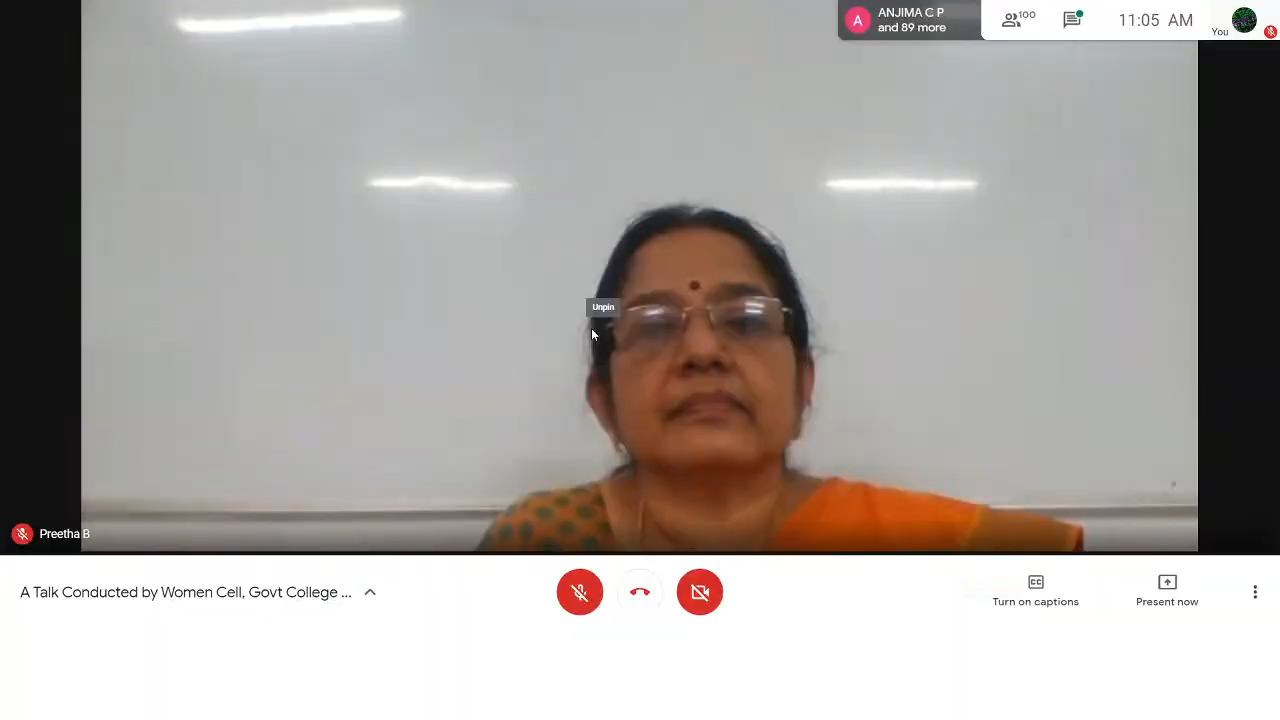 A
ANJIMA C P
and 89 more
100
11:05 AM
You
Unpin
Preetha B
A Talk Conducted by Women Cell, Govt College ...
CC
Turn on captions
Present now